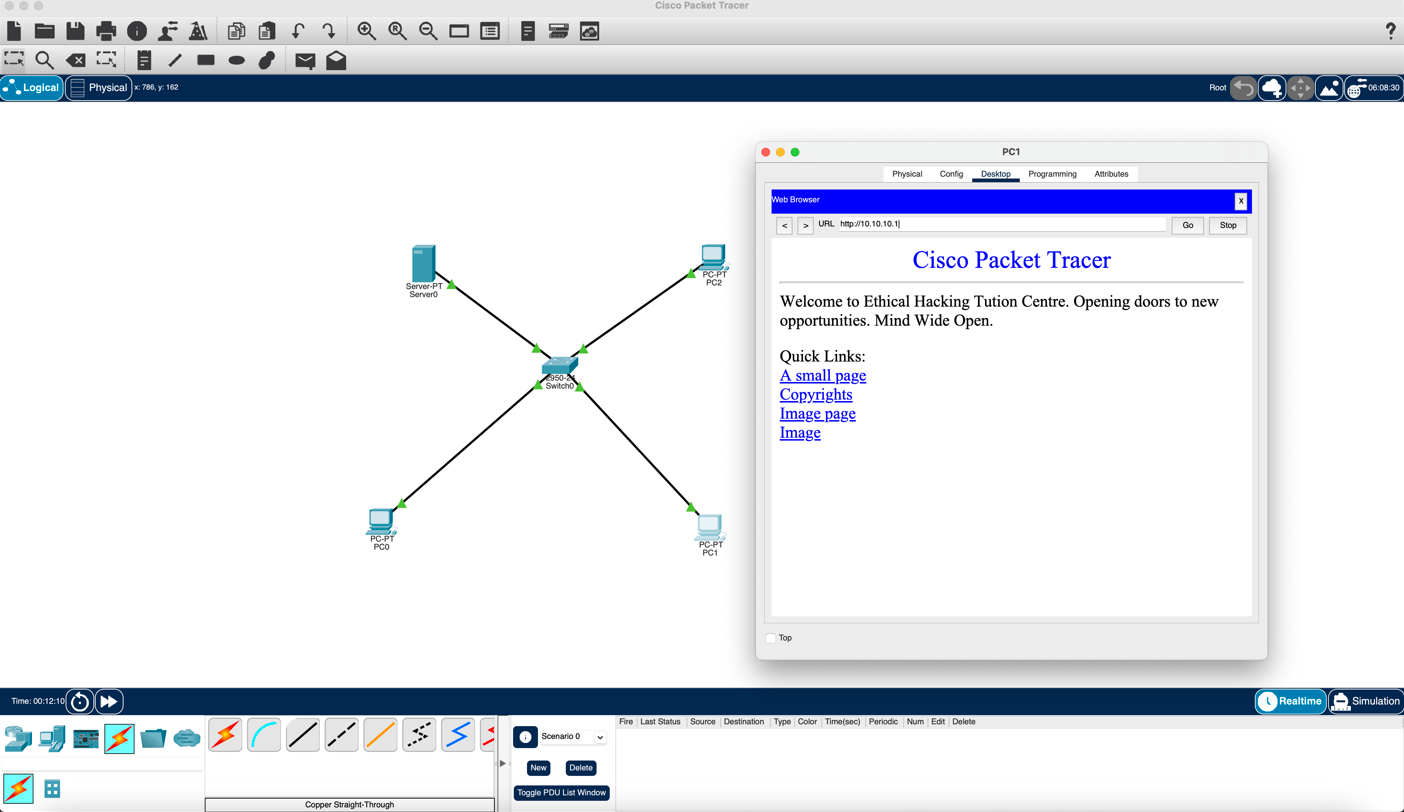 Cisco Packet Tracer
?
Logical
Physical
x: 786, y: 162
Root
06:08:30
PC1
Physical Config Desktop Programming Attributes
Web Browser
X
< > URL http://10.10.10.1 Go Stop
Cisco Packet Tracer
Welcome to Ethical Hacking Tution Centre. Opening doors to new
opportunities. Mind Wide Open.
Quick Links:
A small page
Copyrights
Image page
Image
Top
Server-PT
Server0
PC-PT
PC2
2950-24
Switch0
PC-PT
PC0
PC-PT
PC1
Time: 00:12:10
Realtime
Simulation
Scenario 0
New
Delete
Toggle PDU List Window
Fire Last Status Source Destination Type Color Time(sec) Periodic Num Edit Delete
Copper Straight-Through